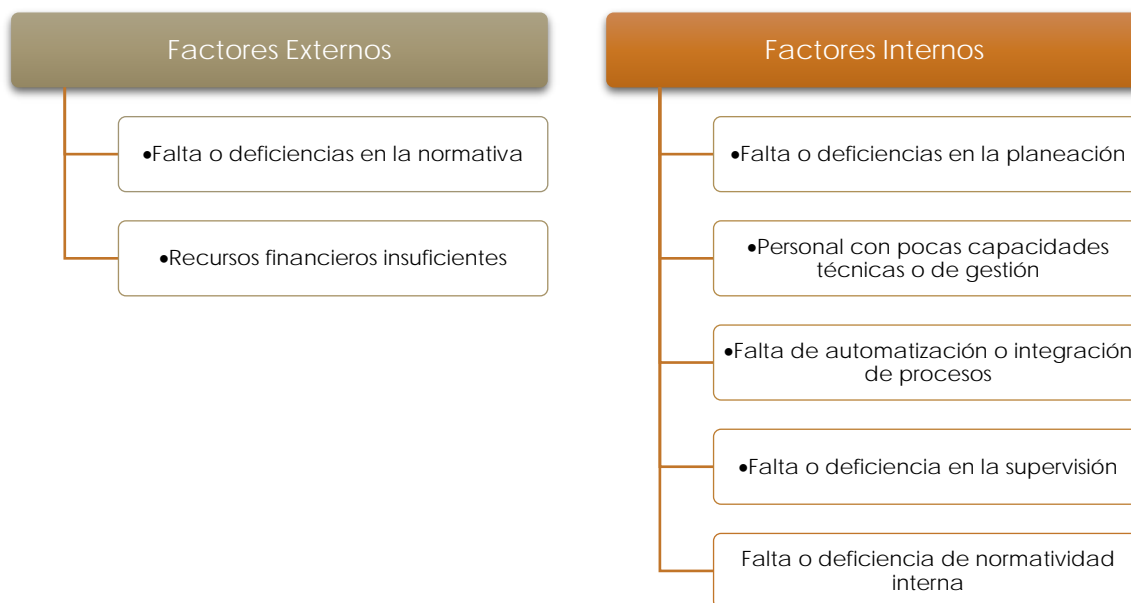 Factores Externos
•Falta o deficiencias en la normativa
•Recursos financieros insuficientes
Factores Internos
•Falta o deficiencias en la planeación
•Personal con pocas capacidades
técnicas o de gestión
•Falta de automatización o integración
de procesos
•Falta o deficiencia en la supervisión
Falta o deficiencia de normatividad
interna